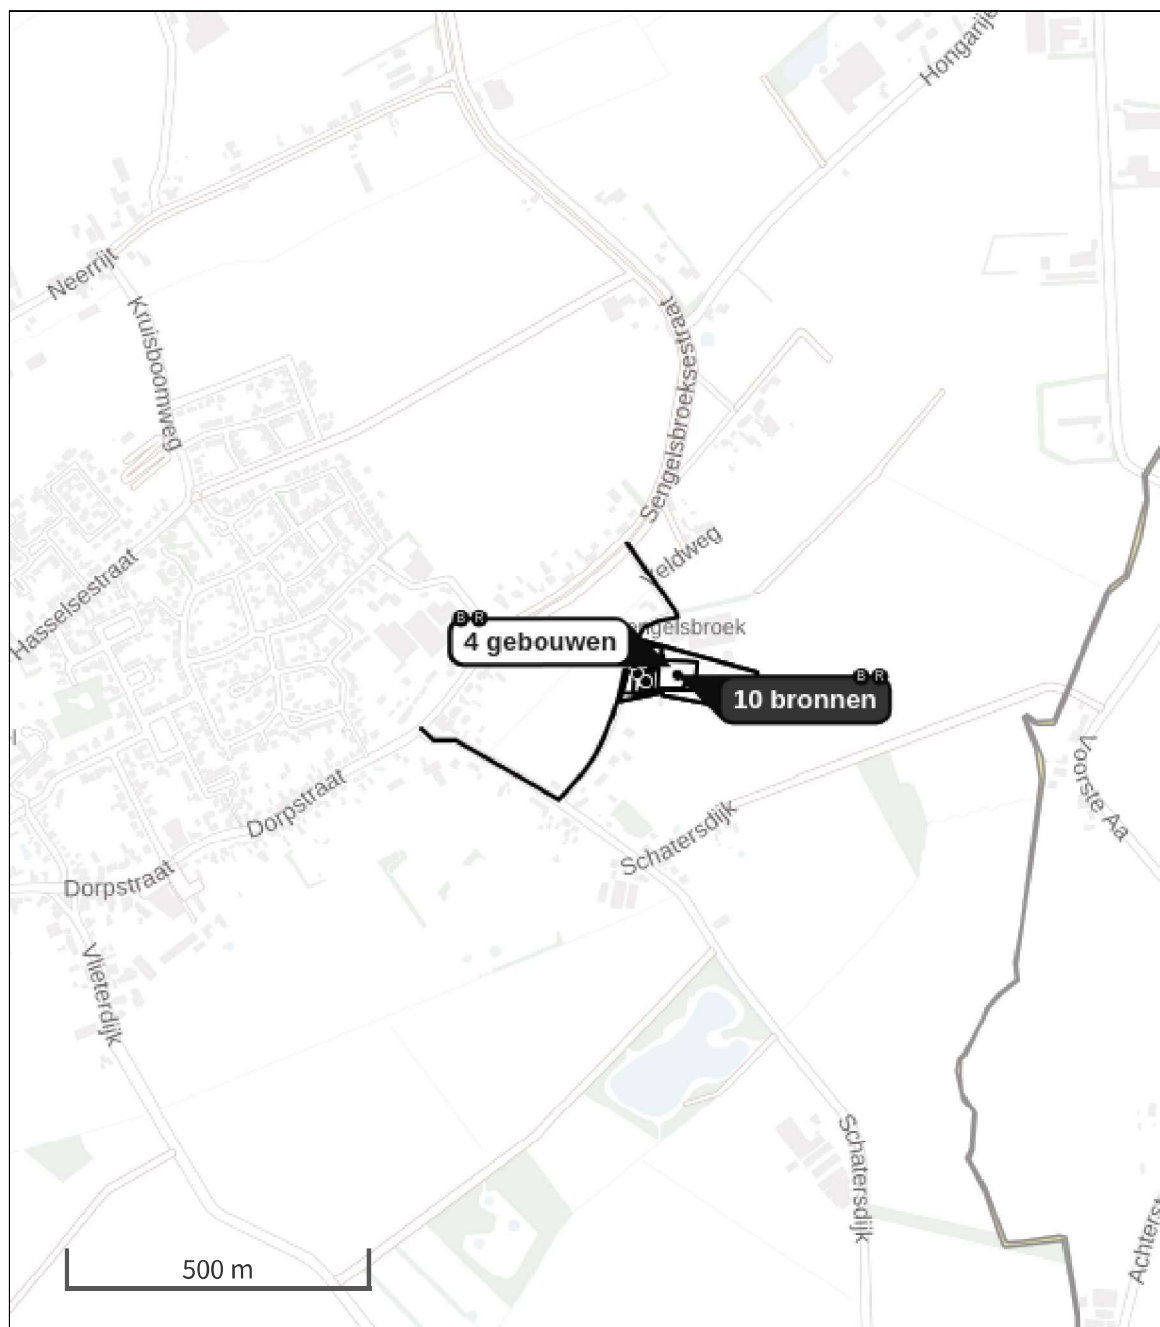 Hongarije
Neerrijt
Kruisboomweg
Sengelsbroeksestraat
Hasselsestraat
Veldweg
B R
4 gebouwen
engelsbroek
B R
10 bronnen
Voorste Aa
Dorpstraat
Schatersdijk
Dorpstraat
Vlieterdijk
Schatersdijk
Achterst
500 m